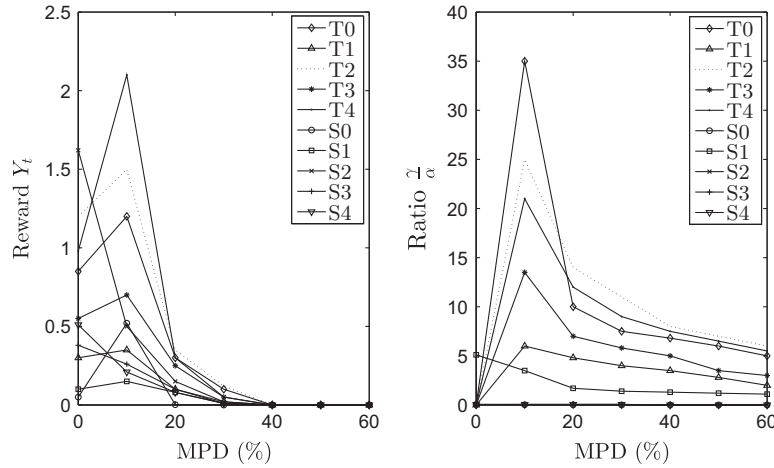 2.5
2
1.5
1
0.5
0
0 20 40 60
MPD (%)
Reward Y_t
T0
T1
T2
T3
T4
S0
S1
S2
S3
S4
40
35
30
25
20
15
10
5
0
0 20 40 60
MPD (%)
Ratio γ/α
T0
T1
T2
T3
T4
S0
S1
S2
S3
S4